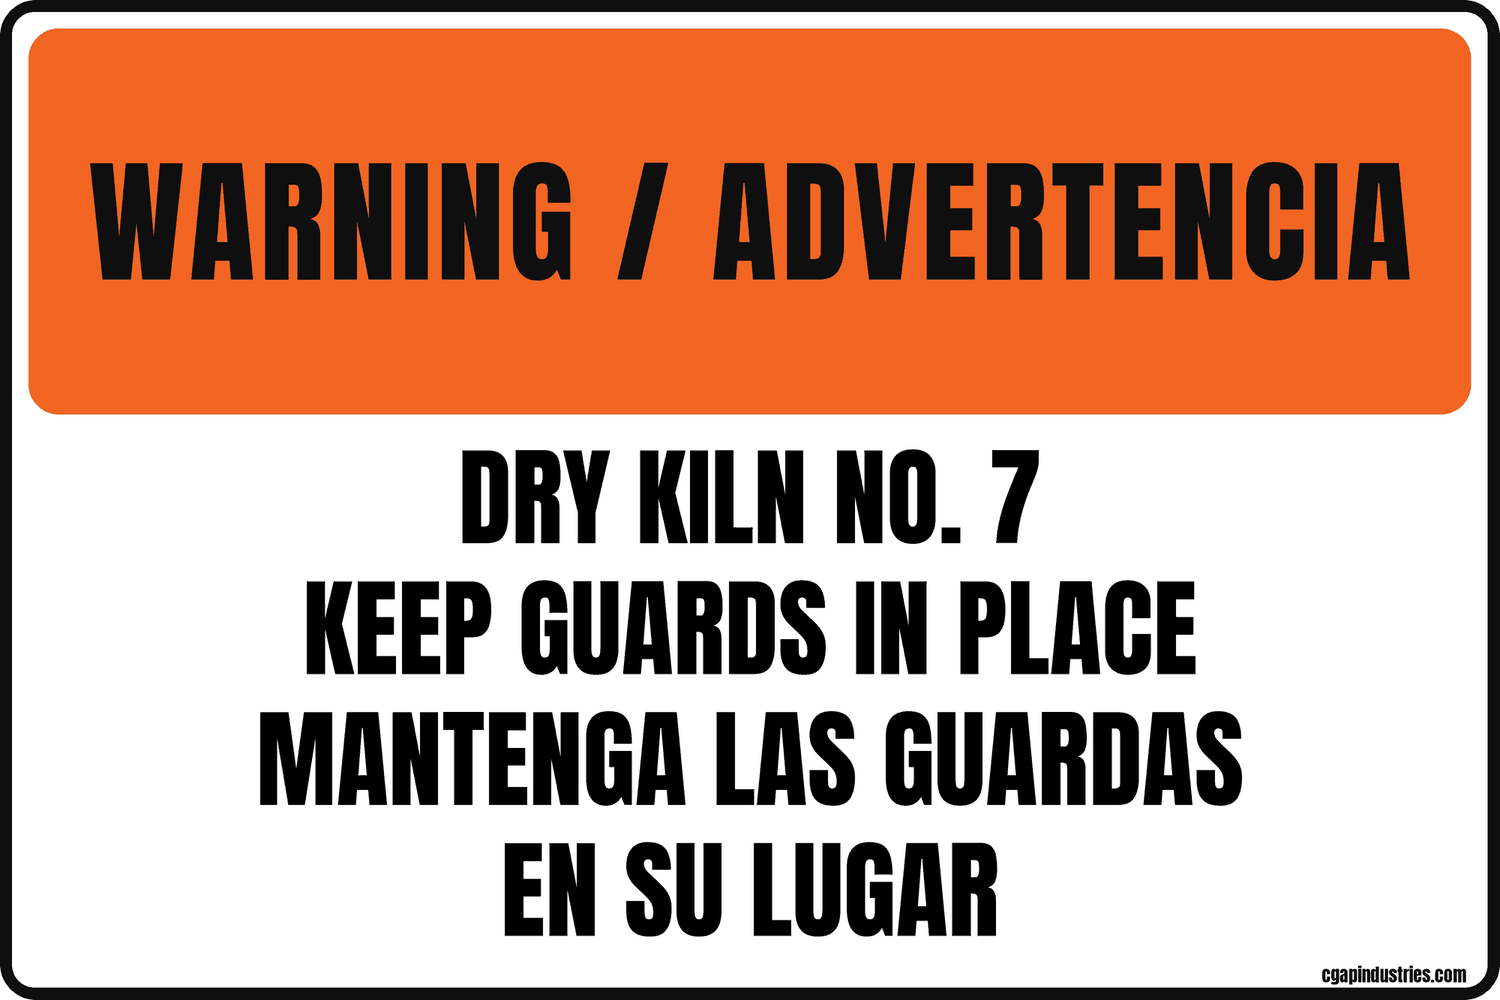 WARNING / ADVERTENCIA
DRY KILN NO. 7
KEEP GUARDS IN PLACE
MANTENGA LAS GUARDAS
EN SU LUGAR
cgapindustries.com